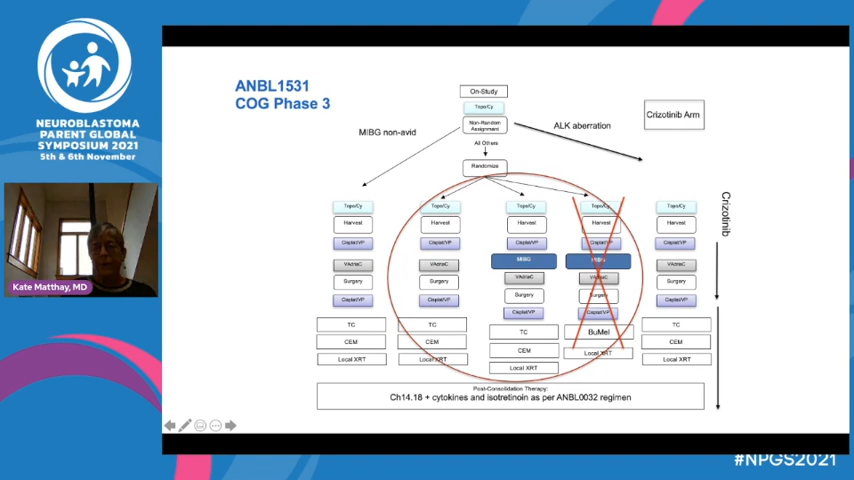 NEUROBLASTOMA
PARENT GLOBAL
SYMPOSIUM 2021
5th & 6th November
Kate Matthay, MD
ANBL1531
COG Phase 3
On-Study
Topo/Cy
Non-Random
Assignment
MIBG non-avid
ALK aberration
Crizotinib Arm
All Others
Randomize
Crizotinib
Topo/Cy
Harvest
Cisplat/VP
VAdriaC
Surgery
Cisplat/VP
TC
CEM
Local XRT
Topo/Cy
Harvest
Cisplat/VP
VAdriaC
Surgery
Cisplat/VP
TC
CEM
Local XRT
Topo/Cy
Harvest
Cisplat/VP
MIBG
VAdriaC
Surgery
Cisplat/VP
TC
CEM
Local XRT
Topo/Cy
Harvest
Cisplat/VP
MIBG
VAdriaC
Surgery
Cisplat/VP
BuMel
Local XRT
Topo/Cy
Harvest
Cisplat/VP
VAdriaC
Surgery
Cisplat/VP
TC
CEM
Local XRT
Post-Consolidation Therapy:
Ch14.18 + cytokines and isotretinoin as per ANBL0032 regimen
#NPGS2021